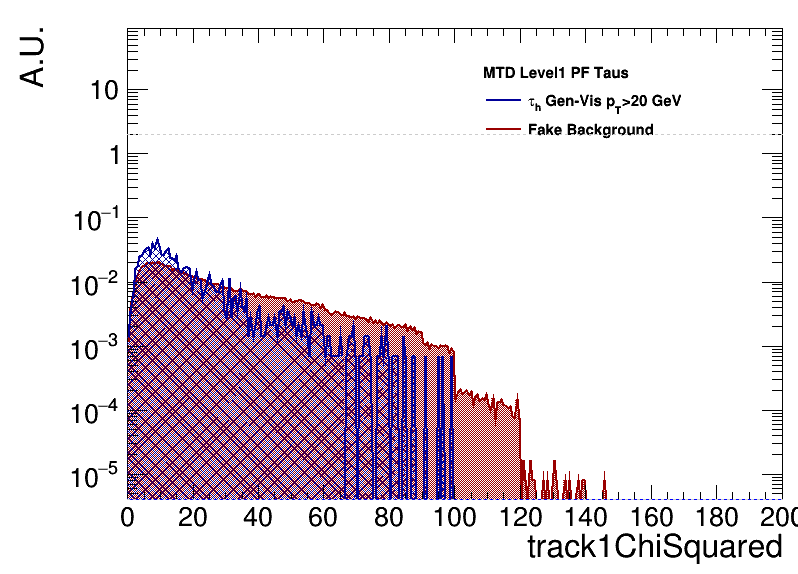 A.U.
MTD Level1 PF Taus
τh Gen-Vis pT>20 GeV
Fake Background
10
1
10−1
10−2
10−3
10−4
10−5
0 20 40 60 80 100 120 140 160 180 200
track1ChiSquared